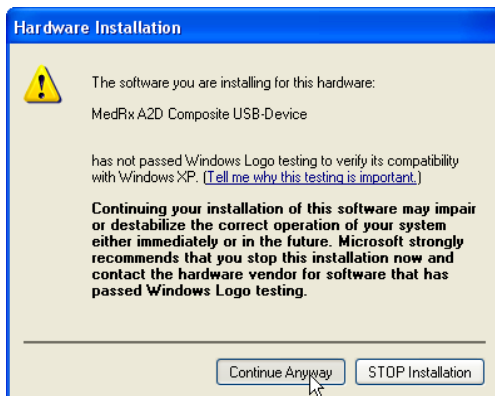 Hardware Installation
The software you are installing for this hardware:
MedRx A2D Composite USB-Device
has not passed Windows Logo testing to verify its compatibility
with Windows XP. (Tell me why this testing is important.)
Continuing your installation of this software may impair
or destabilize the correct operation of your system
either immediately or in the future. Microsoft strongly
recommends that you stop this installation now and
contact the hardware vendor for software that has
passed Windows Logo testing.
Continue Anyway STOP Installation